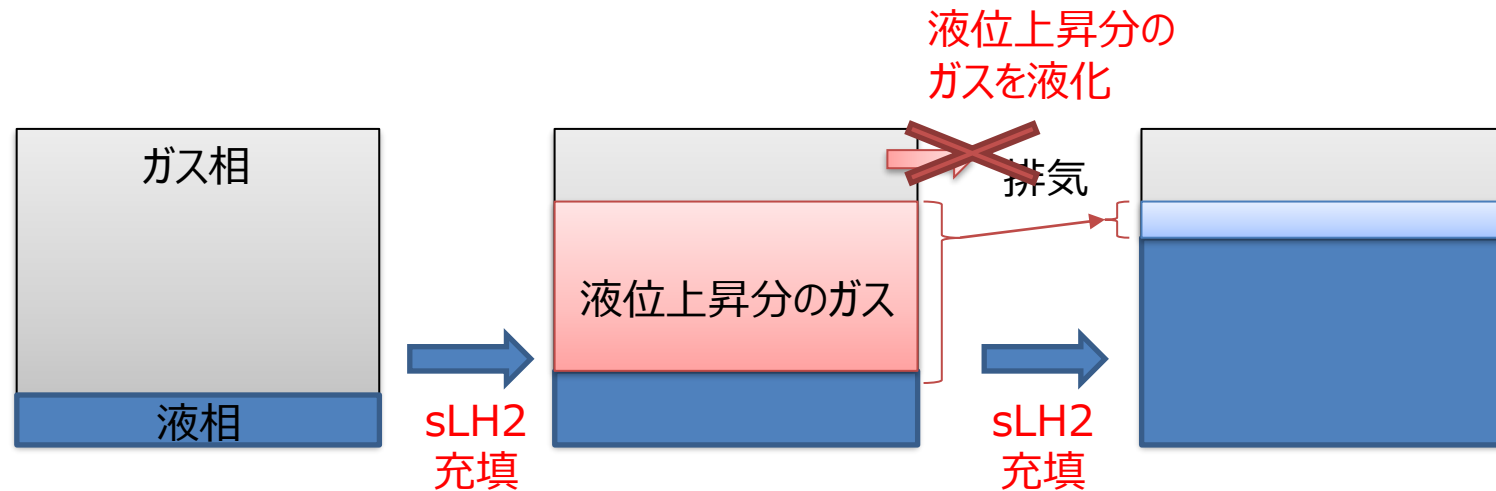 液位上昇分の
ガスを液化
ガス相
排気
液位上昇分のガス
液相
sLH2
充填
sLH2
充填